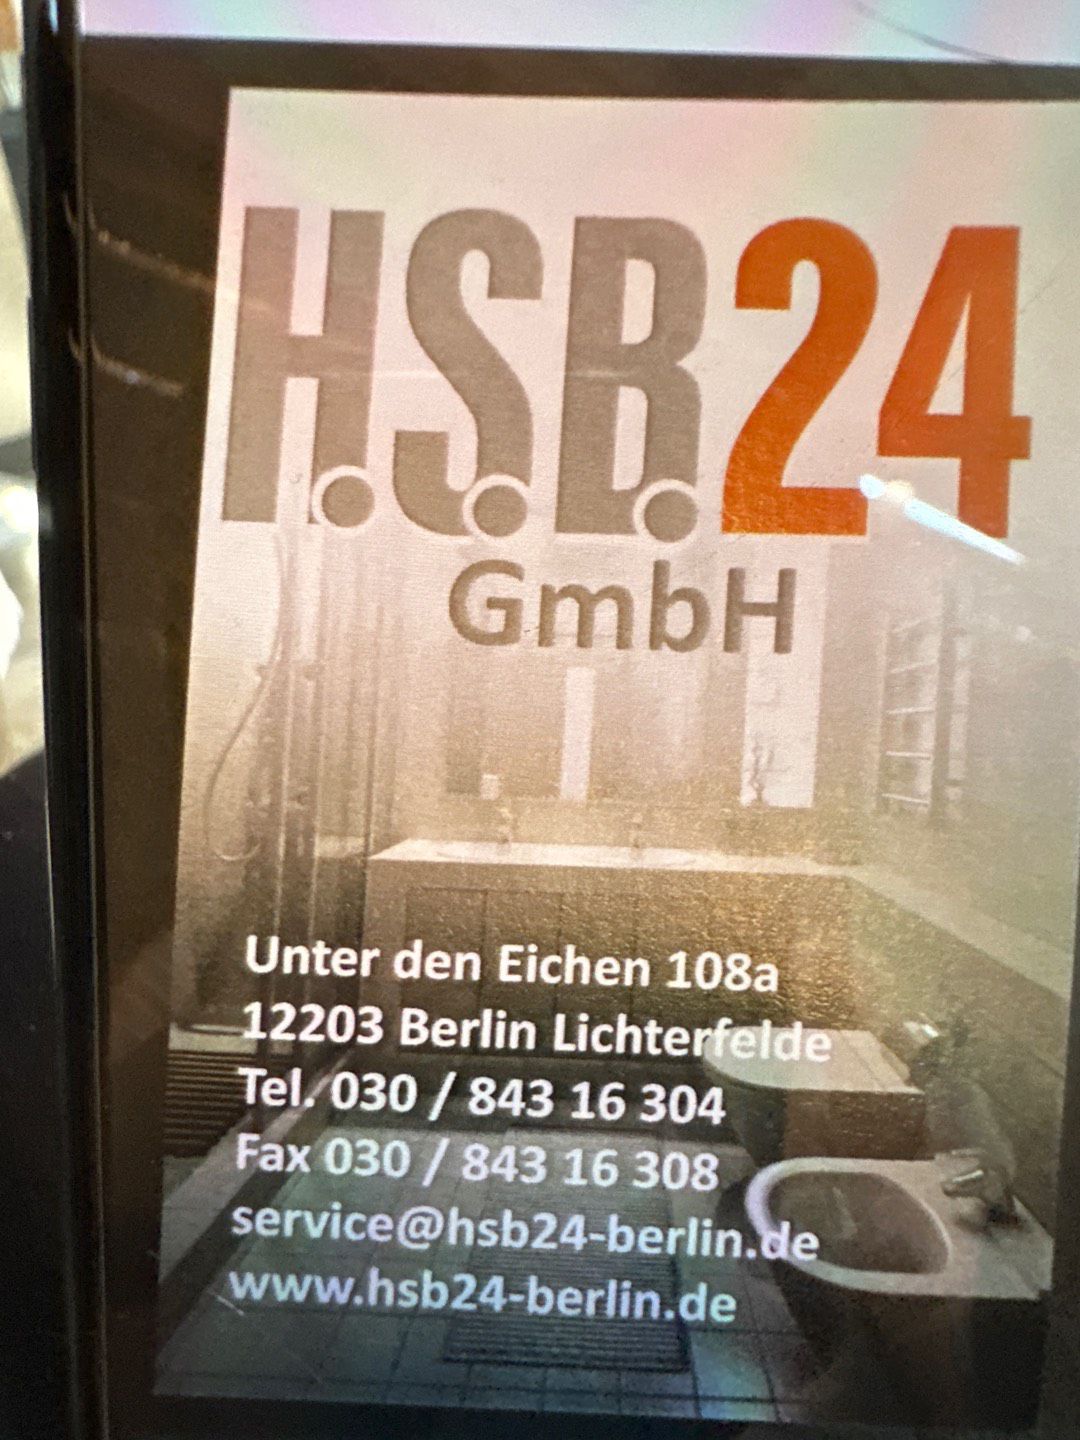 H.S.B.24
GmbH
Unter den Eichen 108a
12203 Berlin Lichterfelde
Tel. 030 / 843 16 304
Fax 030 / 843 16 308
service@hsb24-berlin.de
www.hsb24-berlin.de